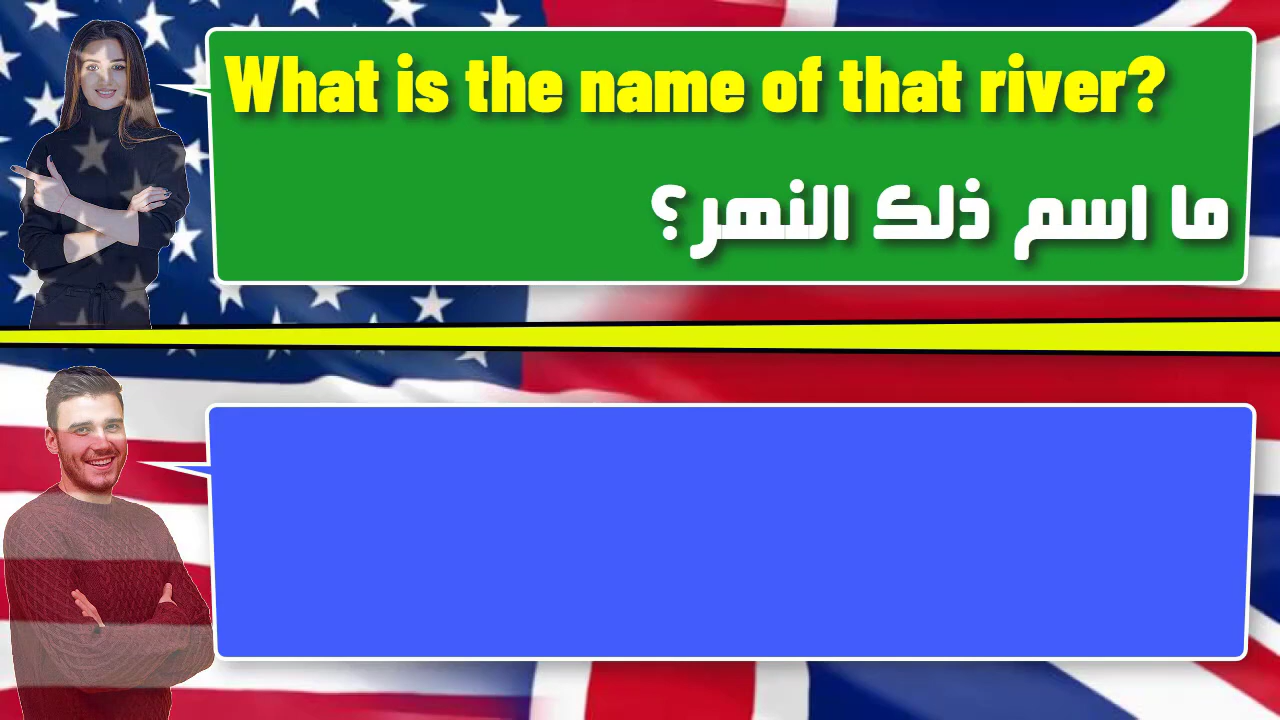 What is the name of that river?
ما اسم ذلك النهر؟